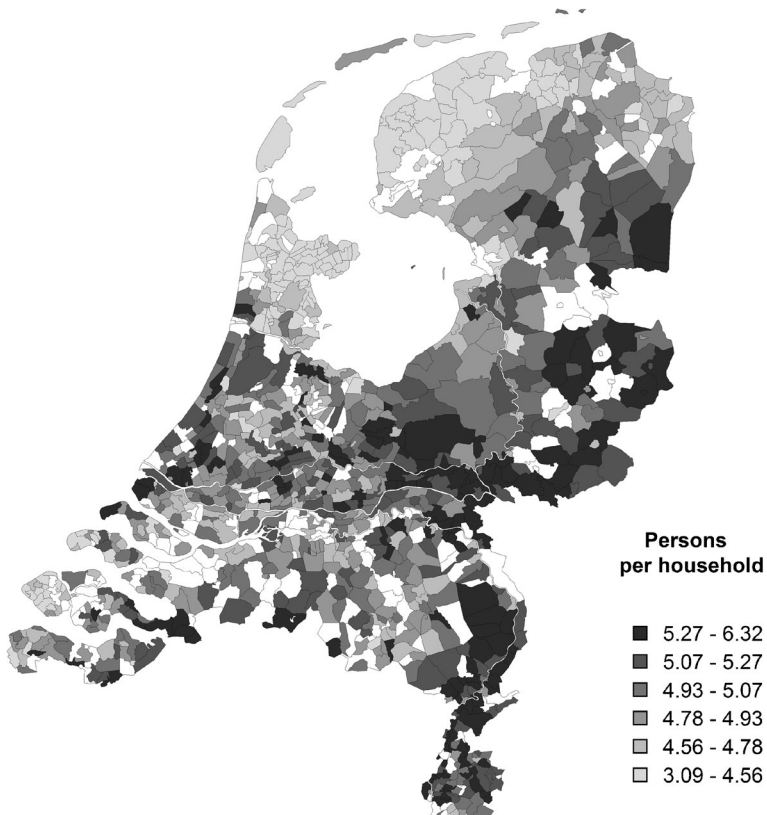 Persons
per household
5.27 - 6.32
5.07 - 5.27
4.93 - 5.07
4.78 - 4.93
4.56 - 4.78
3.09 - 4.56